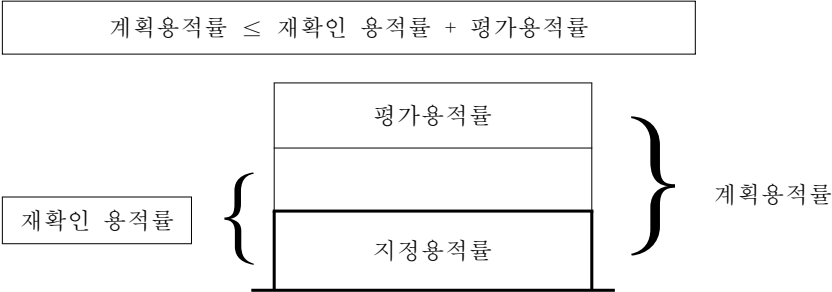 계획용적률 ≤ 재확인 용적률 + 평가용적률
평가용적률
계획용적률
재확인 용적률
지정용적률